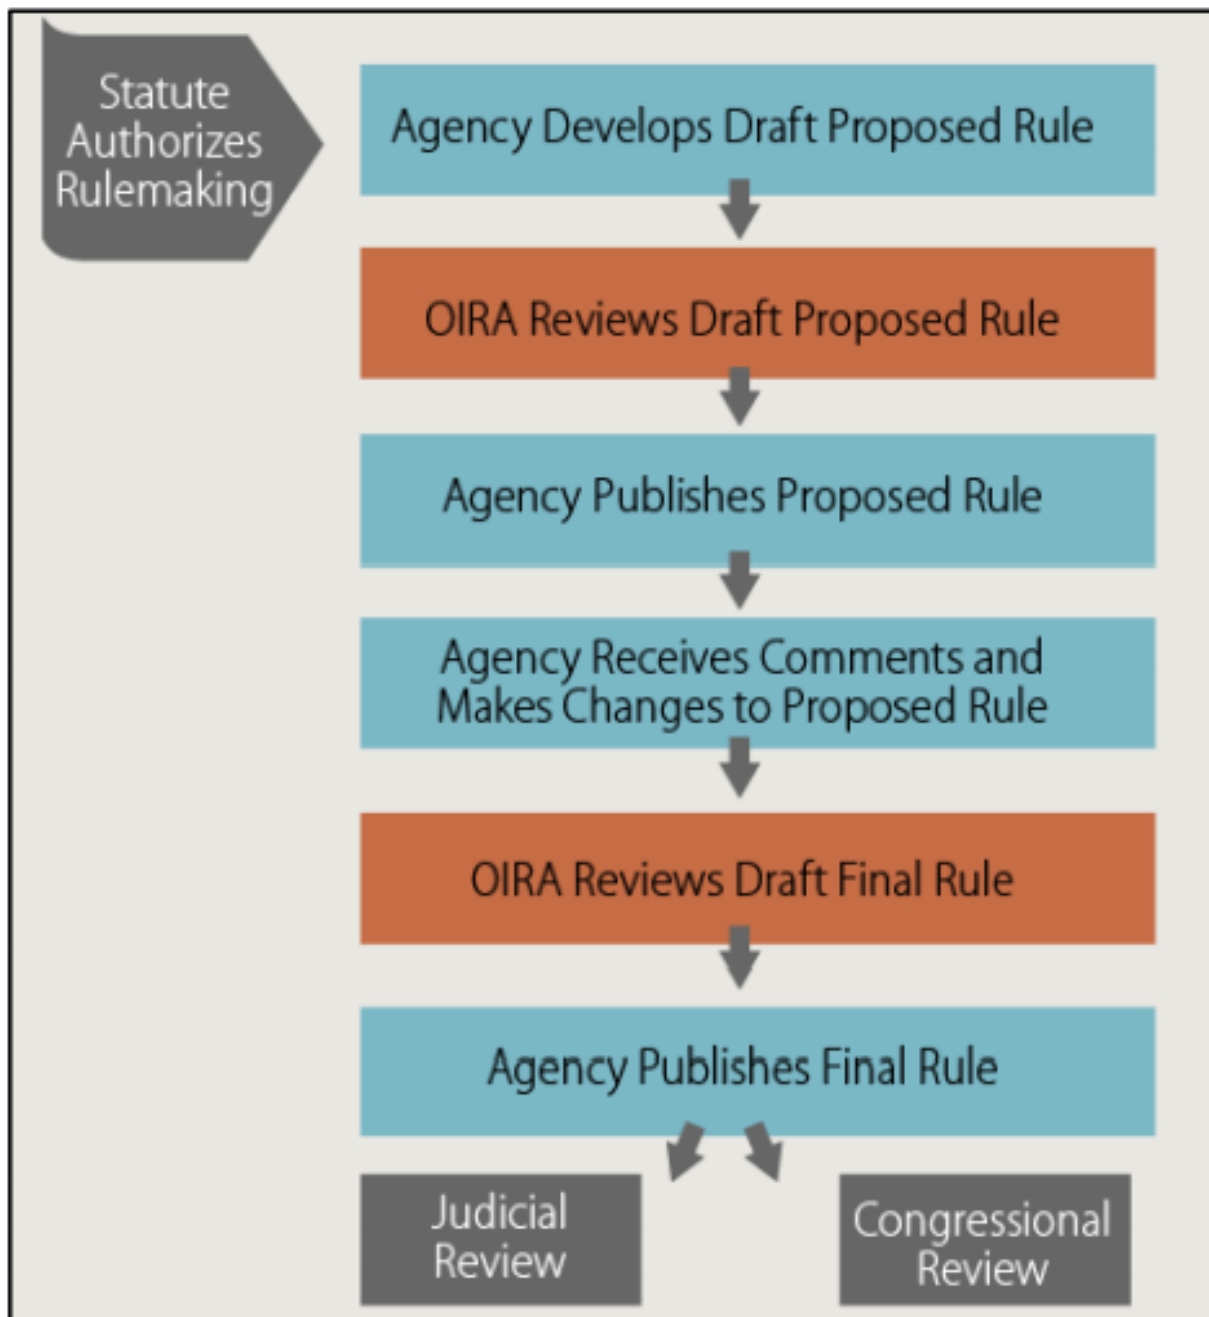 Statute
Authorizes
Rulemaking
Agency Develops Draft Proposed Rule
OIRA Reviews Draft Proposed Rule
Agency Publishes Proposed Rule
Agency Receives Comments and
Makes Changes to Proposed Rule
OIRA Reviews Draft Final Rule
Agency Publishes Final Rule
Judicial
Review
Congressional
Review